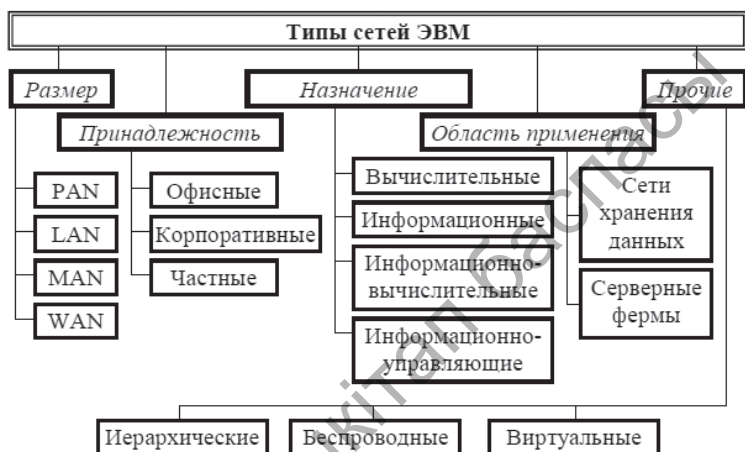 Типы сетей ЭВМ
Размер
Назначение
Прочие
Принадлежность
Область применения
PAN
LAN
MAN
WAN
Офисные
Корпоративные
Частные
Вычислительные
Информационные
Информационно-
вычислительные
Информационно-
управляющие
Сети
хранения
данных
Серверные
фермы
Иерархические
Беспроводные
Виртуальные
баспасы